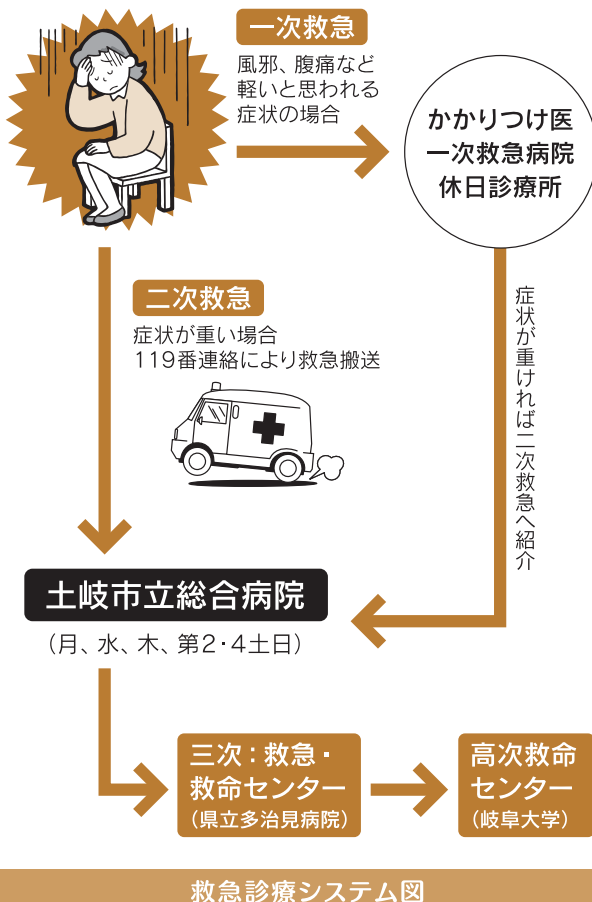 一次救急
風邪、腹痛など
軽いと思われる
症状の場合
かかりつけ医
一次救急病院
休日診療所
二次救急
症状が重い場合
119番連絡により救急搬送
症状が重ければ二次救急へ紹介
土岐市立総合病院
（月、水、木、第2・4土日）
三次：救急・
救命センター
（県立多治見病院）
高次救命
センター
（岐阜大学）
救急診療システム図